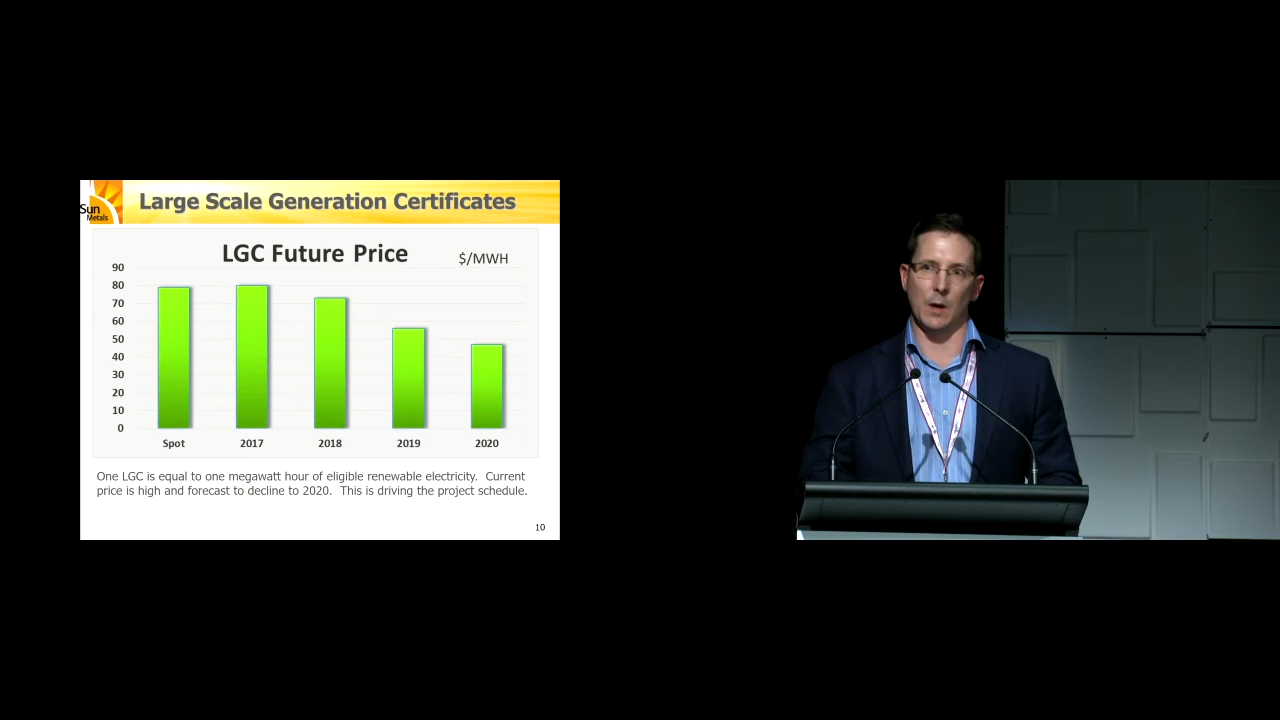 Sun
Metals
Large Scale Generation Certificates
LGC Future Price
$/MWH
90
80
70
60
50
40
30
20
10
0
Spot
2017
2018
2019
2020
One LGC is equal to one megawatt hour of eligible renewable electricity. Current
price is high and forecast to decline to 2020. This is driving the project schedule.
10